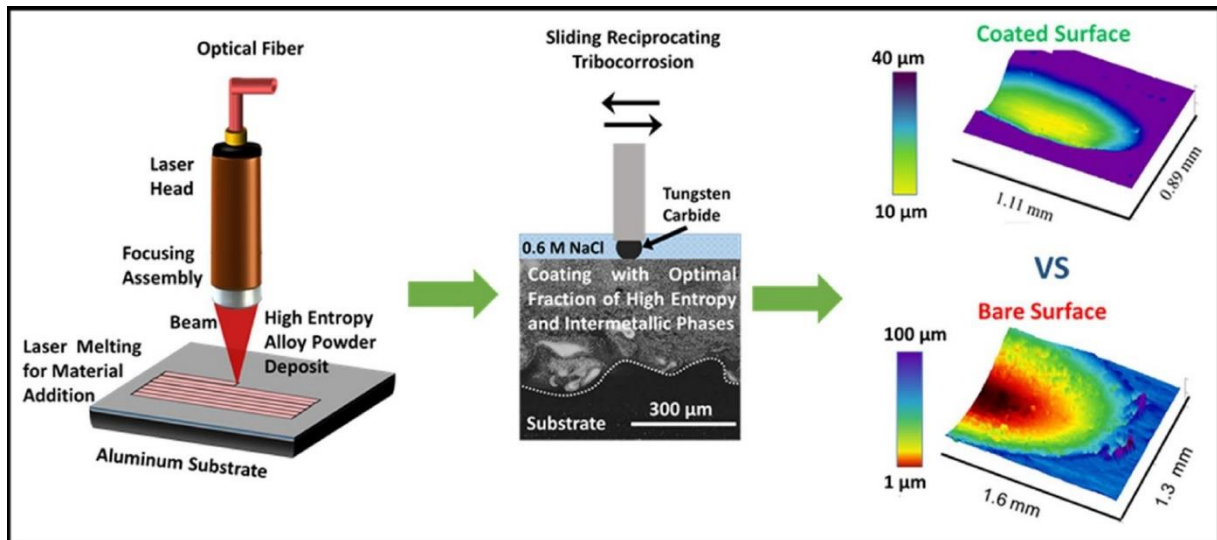 Optical Fiber
Laser
Head
Focusing
Assembly
Beam
High Entropy
Alloy Powder
Deposit
Laser Melting
for Material
Addition
Aluminum Substrate
Sliding Reciprocating
Tribocorrosion
Tungsten
Carbide
0.6 M NaCl
Coating with Optimal
Fraction of High Entropy
and Intermetallic Phases
Substrate
300 µm
Coated Surface
40 µm
10 µm
1.11 mm
0.89 mm
VS
Bare Surface
100 µm
1 µm
1.6 mm
1.3 mm